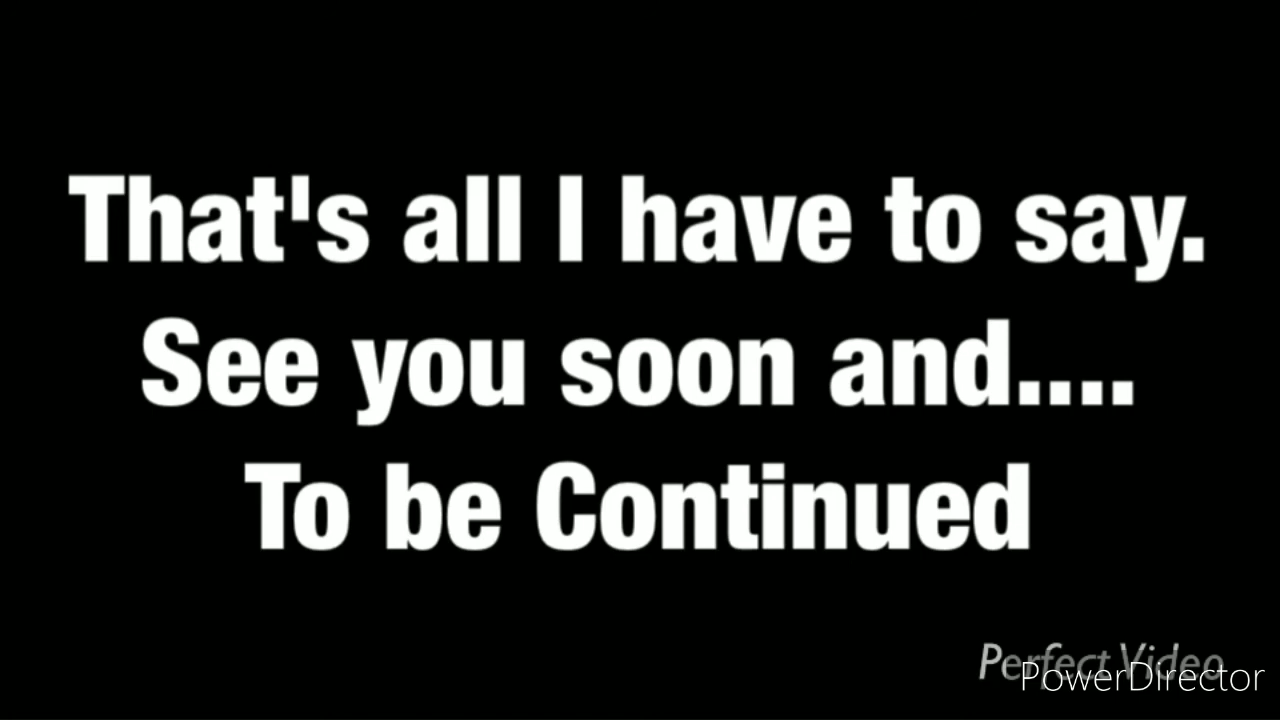 That's all I have to say.
See you soon and....
To be Continued
Perfect Video
PowerDirector